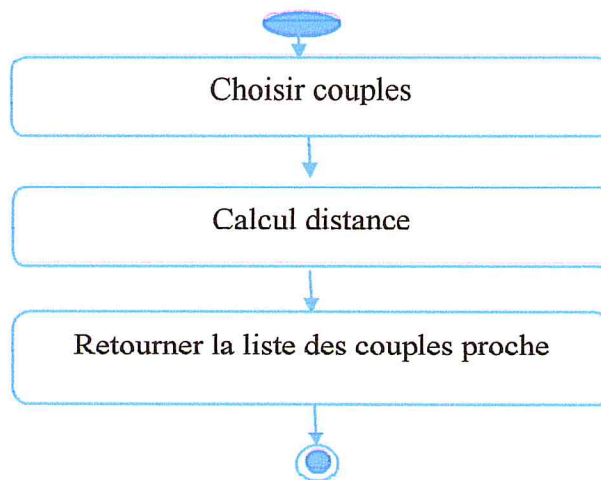 Choisir couples
Calcul distance
Retourner la liste des couples proche